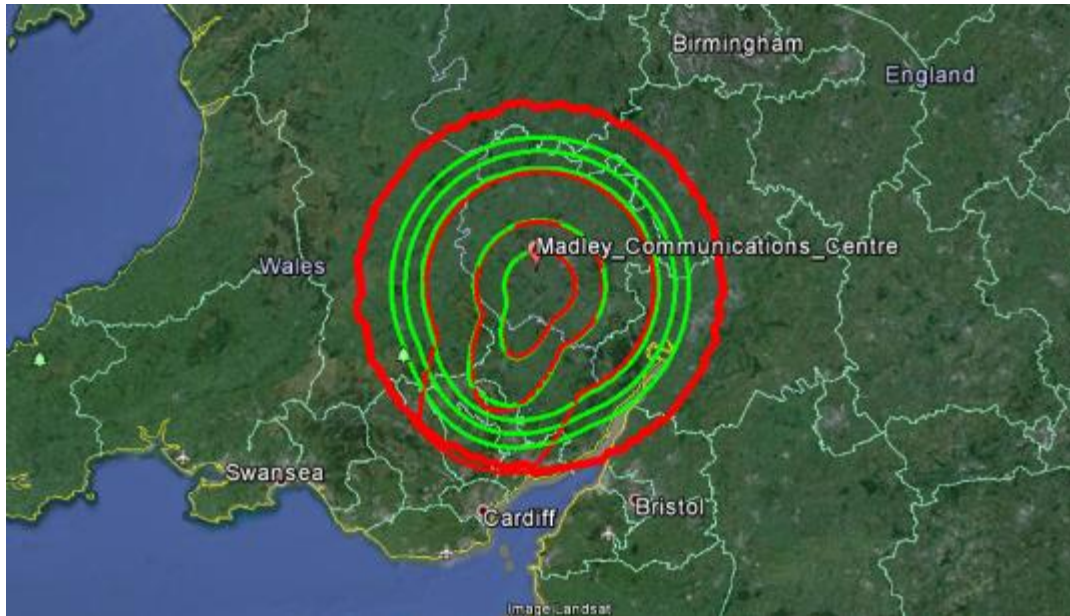 Birmingham
England
Madley_Communications_Centre
Wales
Swansea
Bristol
Cardiff
Image Landsat